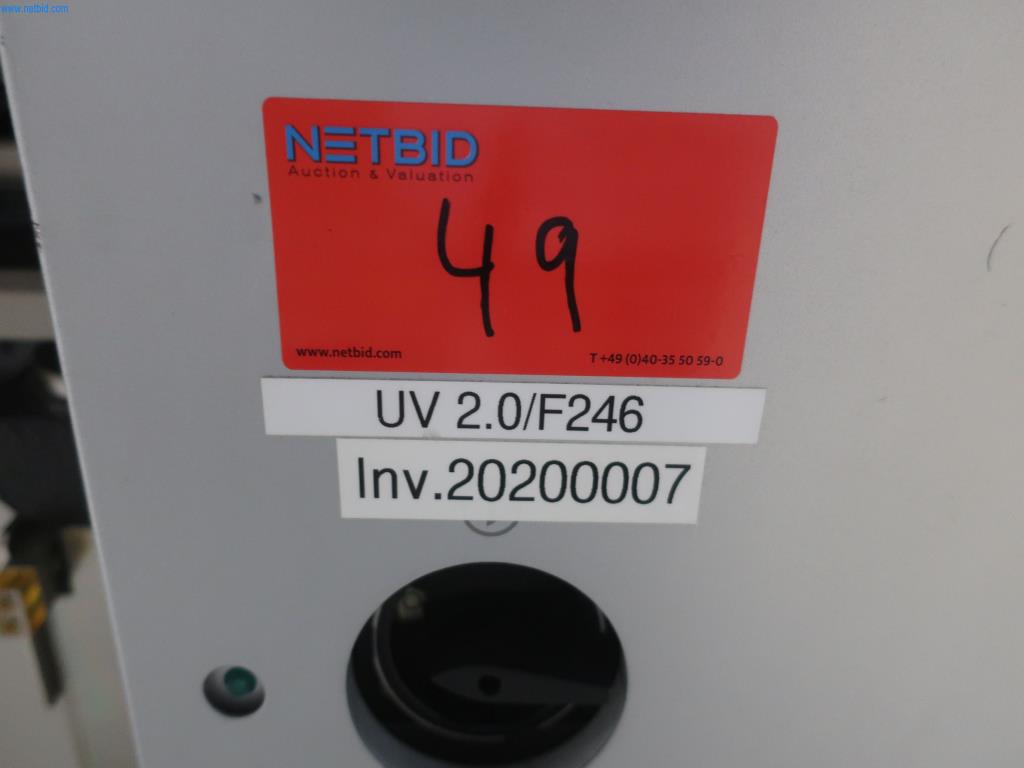 www.netbid.com
NETBID
Auction & Valuation
49
www.netbid.com
T +49 (0)40-35 50 59-0
UV 2.0/F246
Inv.20200007